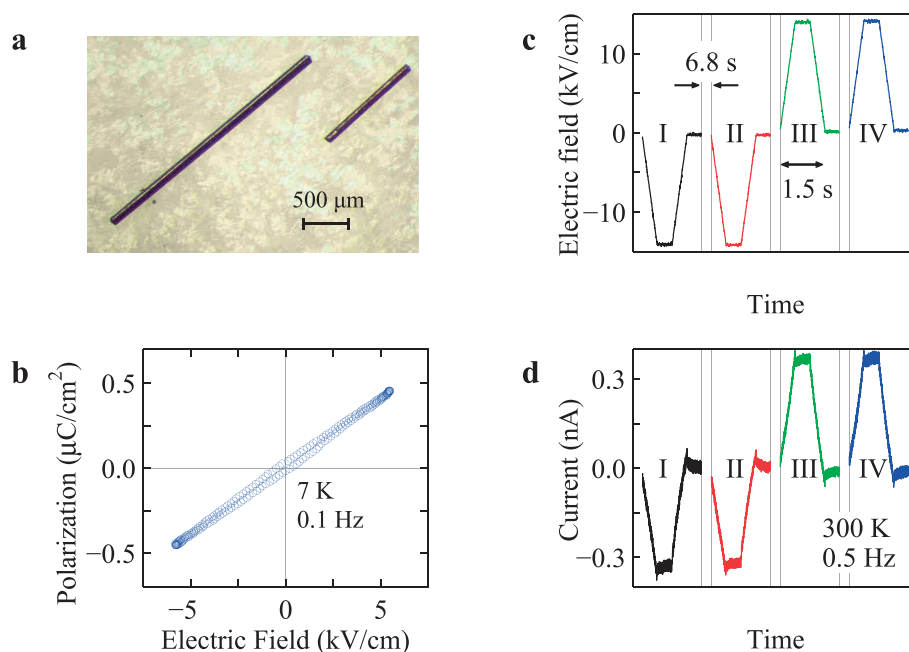 a
500 μm
b
Polarization (μC/cm²)
0.5
0.0
−0.5
7 K
0.1 Hz
−5
0
5
Electric Field (kV/cm)
c
Electric field (kV/cm)
10
0
−10
6.8 s
I
II
III
IV
1.5 s
Time
d
Current (nA)
0.3
0.0
−0.3
I
II
III
IV
300 K
0.5 Hz
Time